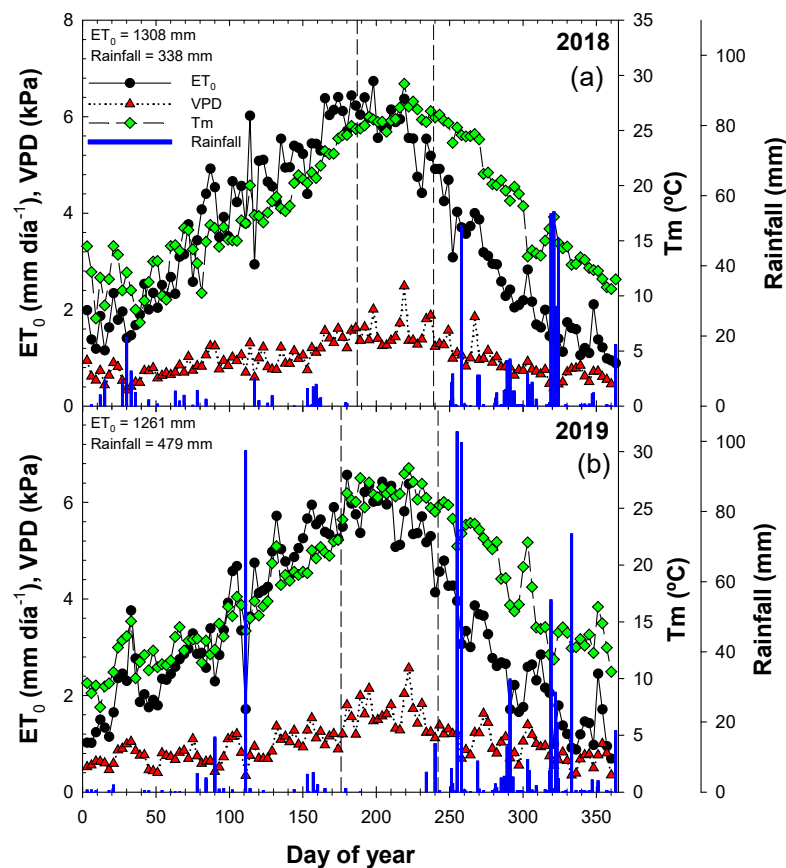 ET₀ = 1308 mm
Rainfall = 338 mm
2018
(a)
ET₀
VPD
Tm
Rainfall
ET₀ (mm día⁻¹), VPD (kPa)
8
6
4
2
0
35
30
25
20
15
10
5
0
Tm (ºC)
100
80
60
40
20
0
Rainfall (mm)
ET₀ = 1261 mm
Rainfall = 479 mm
2019
(b)
ET₀ (mm día⁻¹), VPD (kPa)
6
4
2
0
30
25
20
15
10
5
0
Tm (ºC)
100
80
60
40
20
0
Rainfall (mm)
0 50 100 150 200 250 300 350
Day of year